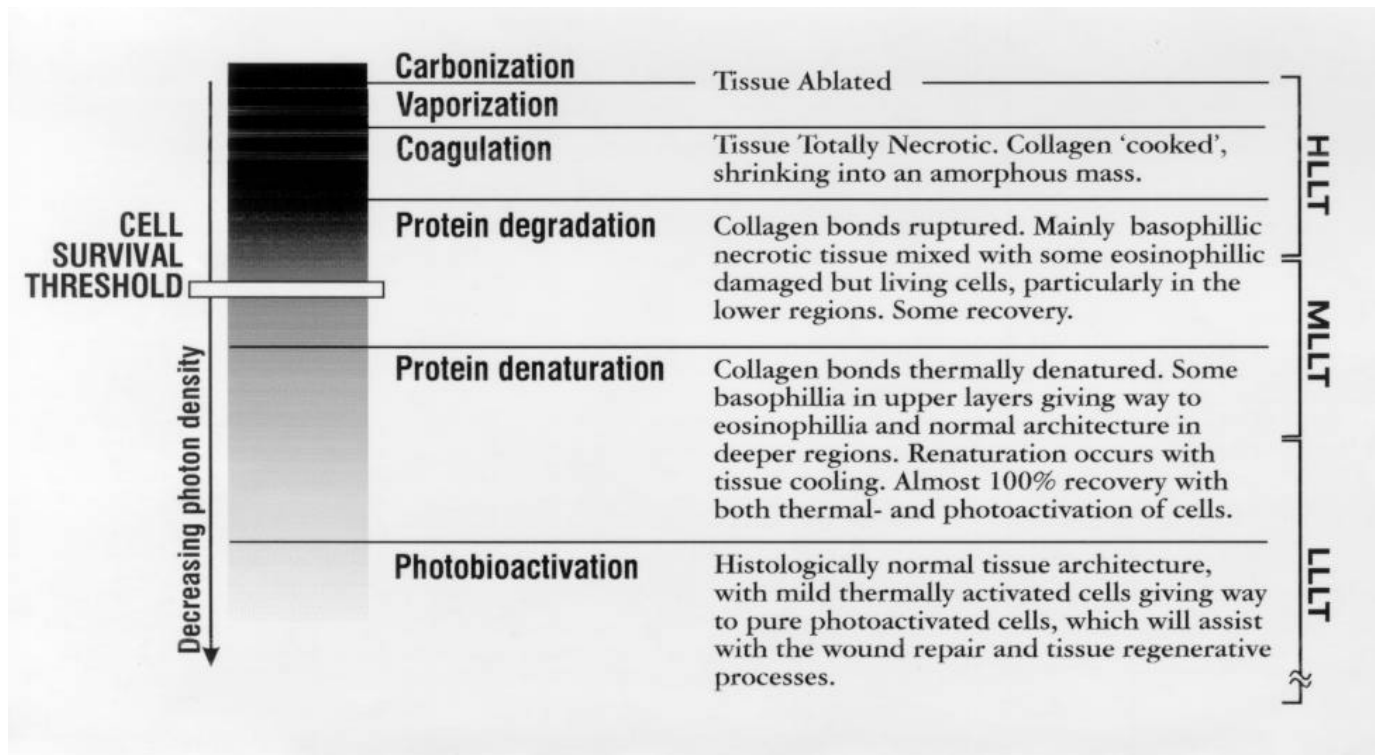 Carbonization
Tissue Ablated
Vaporization
Coagulation
Tissue Totally Necrotic. Collagen ‘cooked’,
shrinking into an amorphous mass.
Protein degradation
Collagen bonds ruptured. Mainly basophillic
necrotic tissue mixed with some eosinophillic
damaged but living cells, particularly in the
lower regions. Some recovery.
Protein denaturation
Collagen bonds thermally denatured. Some
basophillia in upper layers giving way to
eosinophillia and normal architecture in
deeper regions. Renaturation occurs with
tissue cooling. Almost 100% recovery with
both thermal- and photoactivation of cells.
Photobioactivation
Histologically normal tissue architecture,
with mild thermally activated cells giving way
to pure photoactivated cells, which will assist
with the wound repair and tissue regenerative
processes.
CELL
SURVIVAL
THRESHOLD
Decreasing photon density
HLLT
MLLT
LLLT